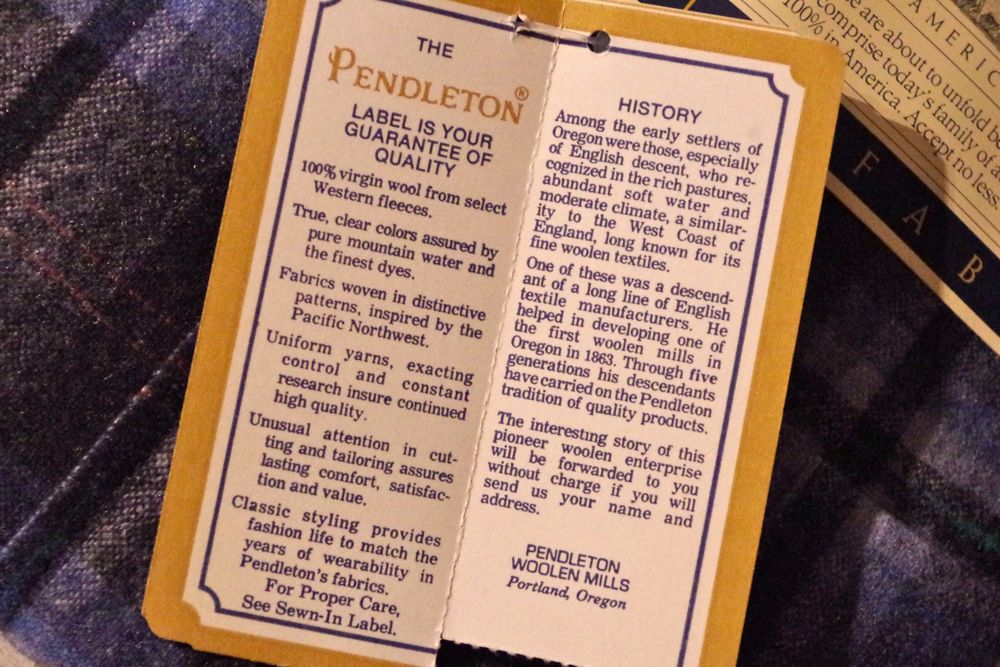 THE
PENDLETON®
LABEL IS YOUR
GUARANTEE OF
QUALITY
100% virgin wool from select
Western fleeces.
True, clear colors assured by
pure mountain water and
the finest dyes.
Fabrics woven in distinctive
patterns, inspired by the
Pacific Northwest.
Uniform yarns, exacting
control and constant
research insure continued
high quality.
Unusual attention in cut-
ting and tailoring assures
lasting comfort, satisfac-
tion and value.
Classic styling provides
fashion life to match the
years of wearability in
Pendleton's fabrics.
For Proper Care,
See Sewn-In Label.
HISTORY
Among the early settlers of
Oregon were those, especially
of English descent, who re-
cognized in the rich pastures,
abundant soft water and
moderate climate, a similar-
ity to the West Coast of
England, long known for its
fine woolen textiles.
One of these was a descend-
ant of a long line of English
textile manufacturers. He
helped in developing one of
the first woolen mills in
Oregon in 1863. Through five
generations his descendants
have carried on the Pendleton
tradition of quality products.
The interesting story of this
pioneer woolen enterprise
will be forwarded to you
without charge if you will
send us your name and
address.
PENDLETON
WOOLEN MILLS
Portland, Oregon
AMERIC
are about to unfold
comprise today's family of
100% in America. Accept no less.
FAB